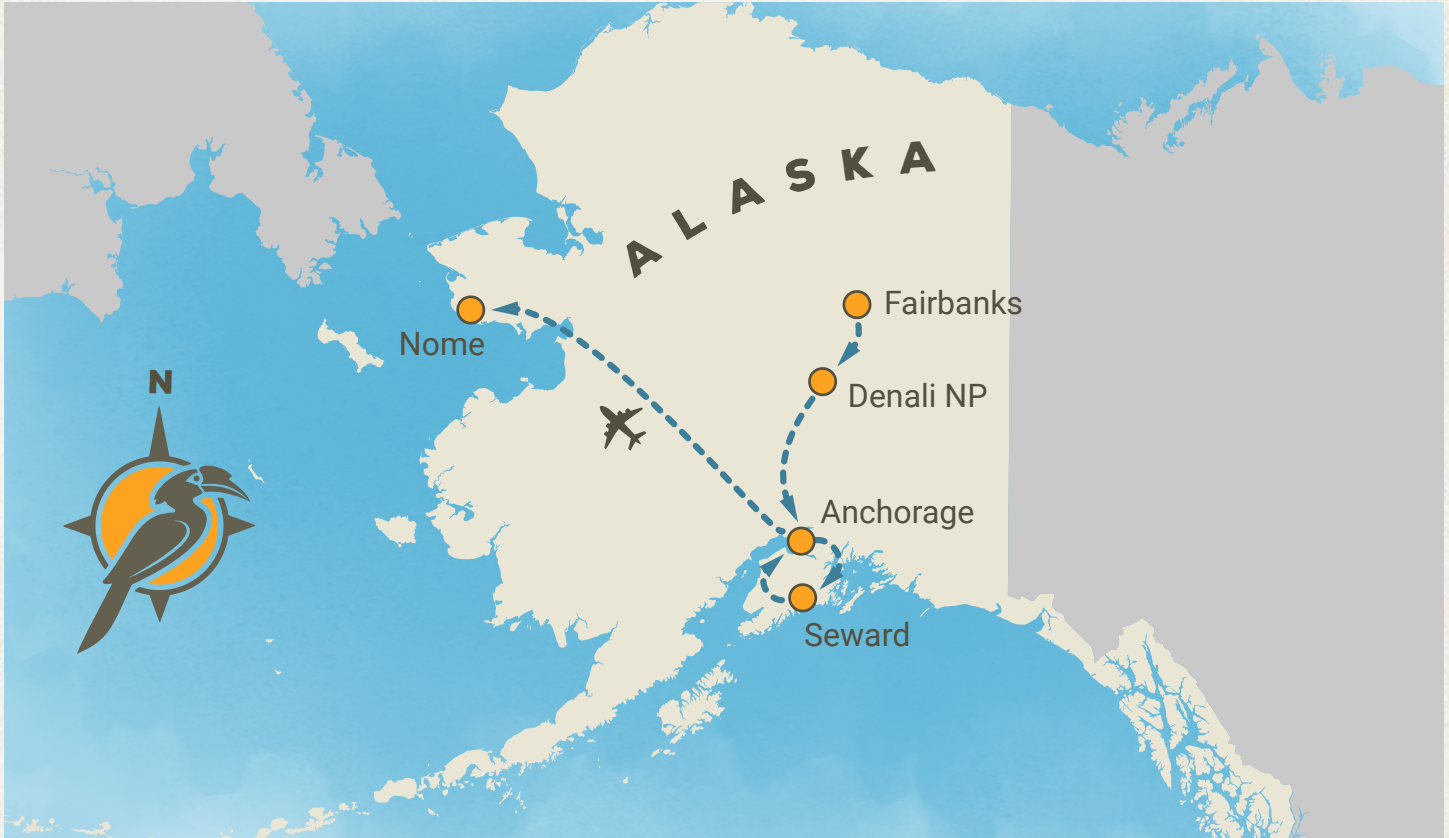 ALASKA
Fairbanks
Nome
N
Denali NP
Anchorage
Seward